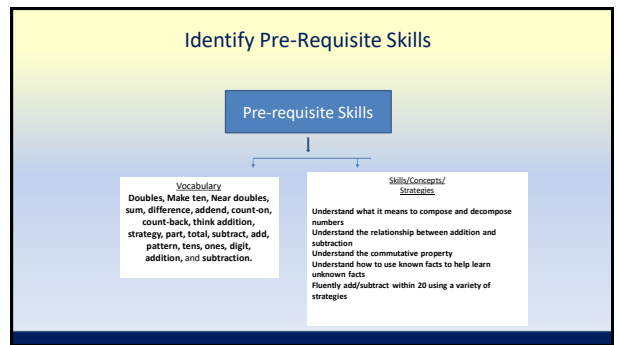 Identify Pre-Requisite Skills
Pre-requisite Skills
Vocabulary
Doubles, Make ten, Near doubles,
sum, difference, addend, count-on,
count-back, think addition,
strategy, part, total, subtract, add,
pattern, tens, ones, digit,
addition, and subtraction.
Skills/Concepts/
Strategies
Understand what it means to compose and decompose
numbers
Understand the relationship between addition and
subtraction
Understand the commutative property
Understand how to use known facts to help learn
unknown facts
Fluently add/subtract within 20 using a variety of
strategies